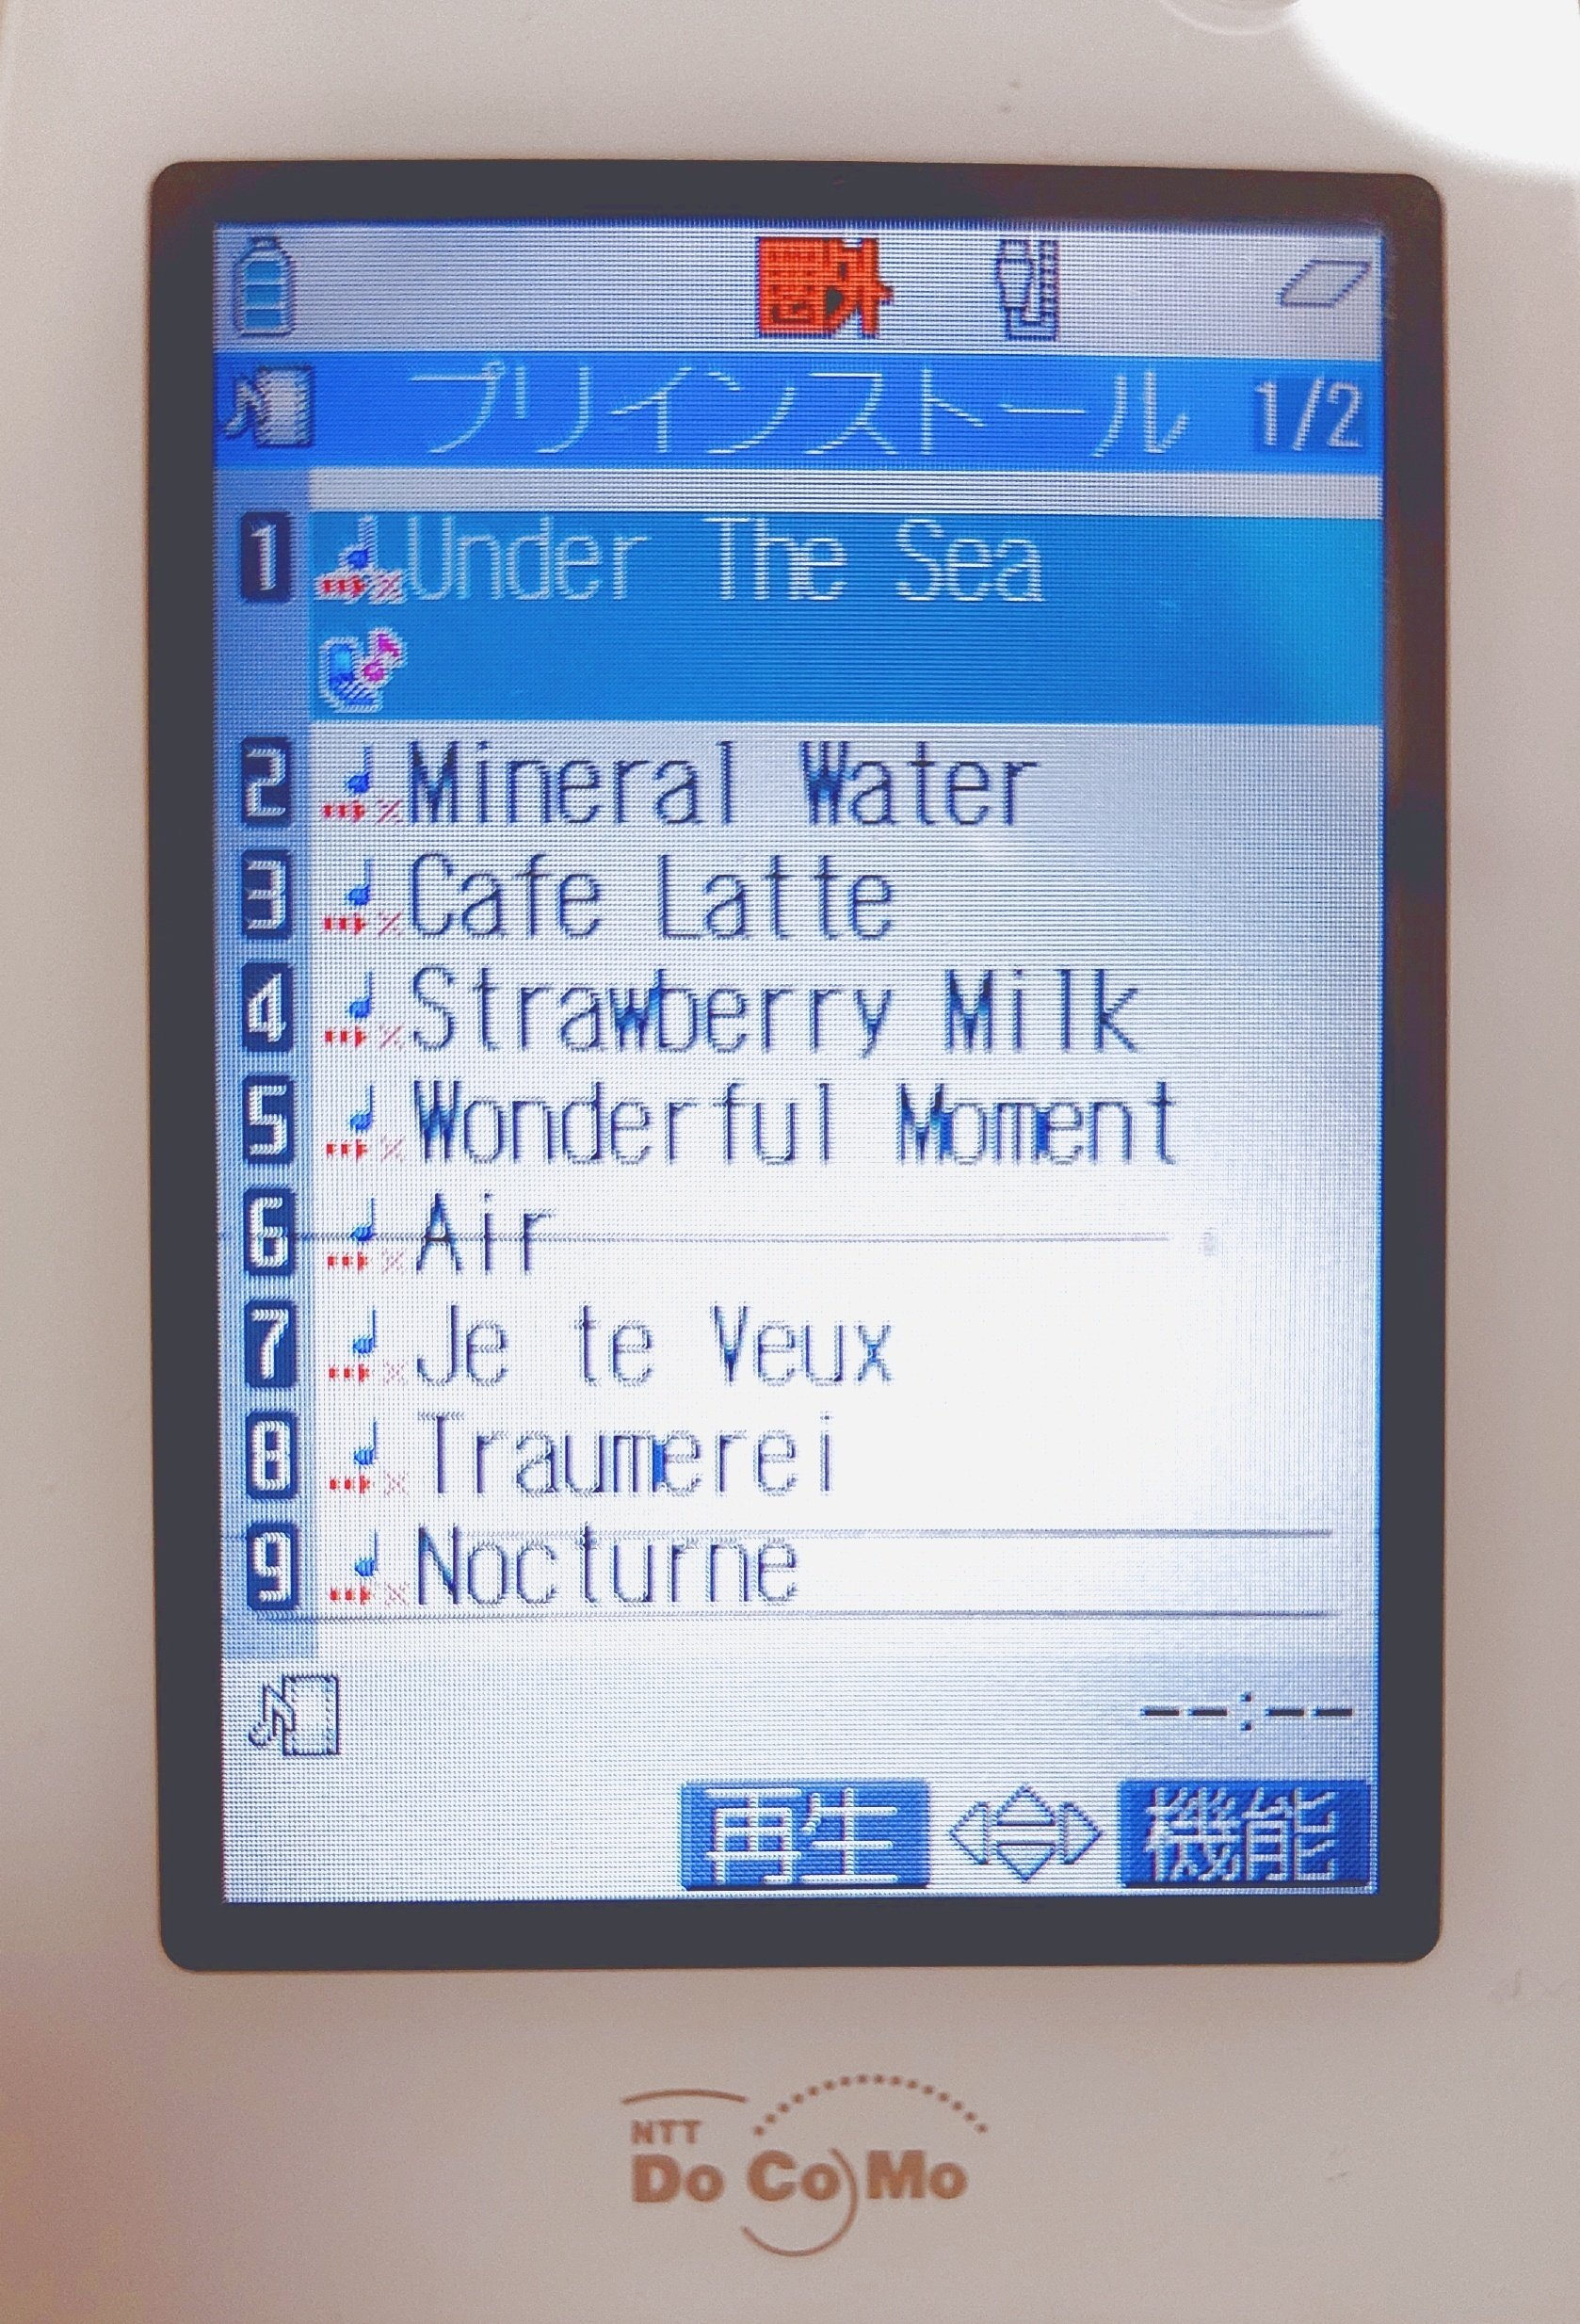 圏外
プリインストール 1/2
1 Under The Sea
2 Mineral Water
3 Cafe Latte
4 Strawberry Milk
5 Wonderful Moment
6 Air
7 Je te Veux
8 Traumerei
9 Nocturne
--:--
再生 機能
NTT
DoCoMo